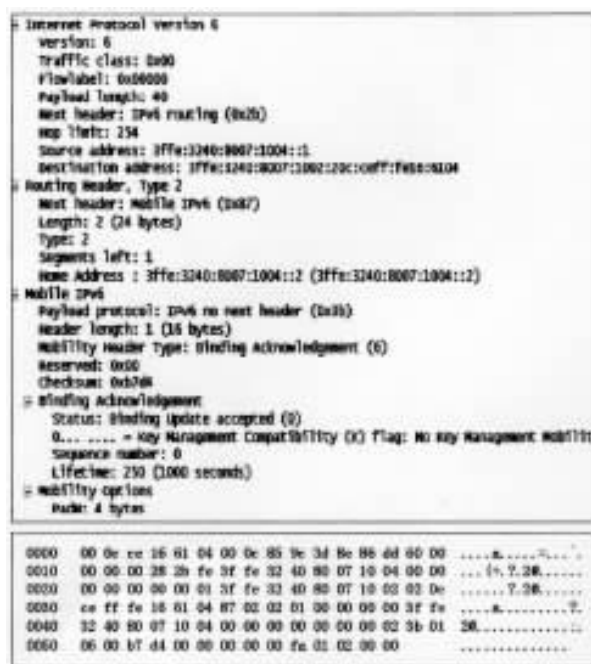 Internet Protocol Version 6
Version: 6
Traffic class: 0x00
Flowlabel: 0x00000
Payload length: 40
Next header: IPv6 routing (0x2b)
Hop limit: 254
Source address: 3ffe:3240:8007:1004::1
Destination address: 3ffe:3240:8007:1002:20c:ceff:fe16:6104
Routing Header, Type 2
Next header: Mobile IPv6 (0x87)
Length: 2 (24 bytes)
Type: 2
Segments left: 1
Home Address : 3ffe:3240:8007:1004::2 (3ffe:3240:8007:1004::2)
Mobile IPv6
Payload protocol: IPv6 no next header (0x3b)
Header length: 1 (16 bytes)
Mobility Header Type: Binding Acknowledgement (6)
Reserved: 0x00
Checksum: 0xb7d4
Binding Acknowledgement
Status: Binding Update accepted (0)
0... .... = Key Management Compatibility (K) flag: No Key Management Mobilit
Sequence number: 0
Lifetime: 250 (1000 seconds)
Mobility Options
PadN: 4 bytes
0000 00 0c ce 16 61 04 00 0c 85 9c 3d 8e 86 dd 60 00
0010 00 00 00 28 2b fe 3f fe 32 40 80 07 10 04 00 00
0020 00 00 00 00 00 01 3f fe 32 40 80 07 10 02 02 0c
0030 ce ff fe 16 61 04 87 02 02 01 00 00 00 00 3f fe
0040 32 40 80 07 10 04 00 00 00 00 00 00 00 02 3b 01
0050 06 00 b7 d4 00 00 00 00 00 fa 01 02 00 00